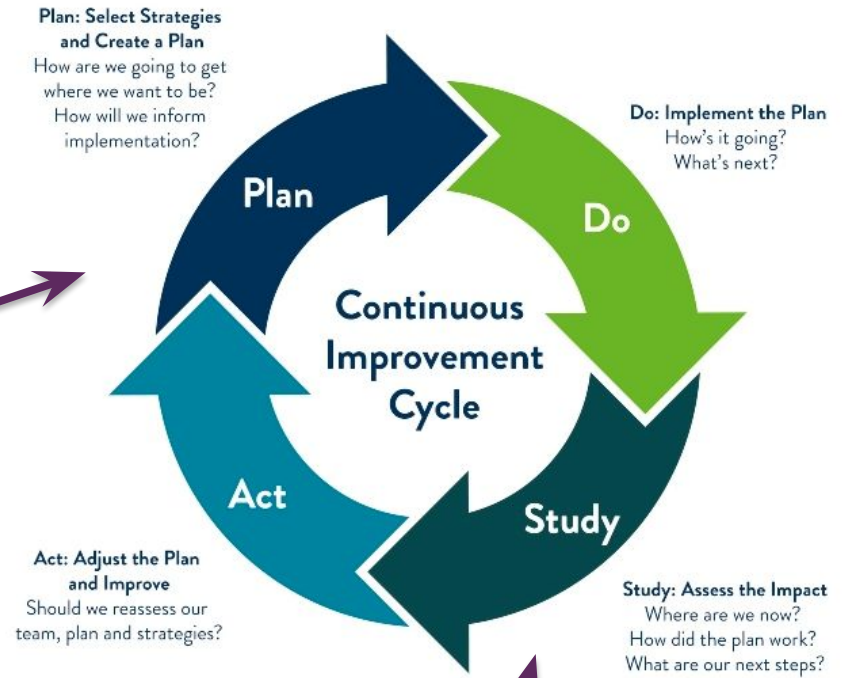 Plan: Select Strategies
and Create a Plan
How are we going to get
where we want to be?
How will we inform
implementation?
Do: Implement the Plan
How's it going?
What's next?
Plan
Do
Continuous
Improvement
Cycle
Act
Study
Act: Adjust the Plan
and Improve
Should we reassess our
team, plan and strategies?
Study: Assess the Impact
Where are we now?
How did the plan work?
What are our next steps?